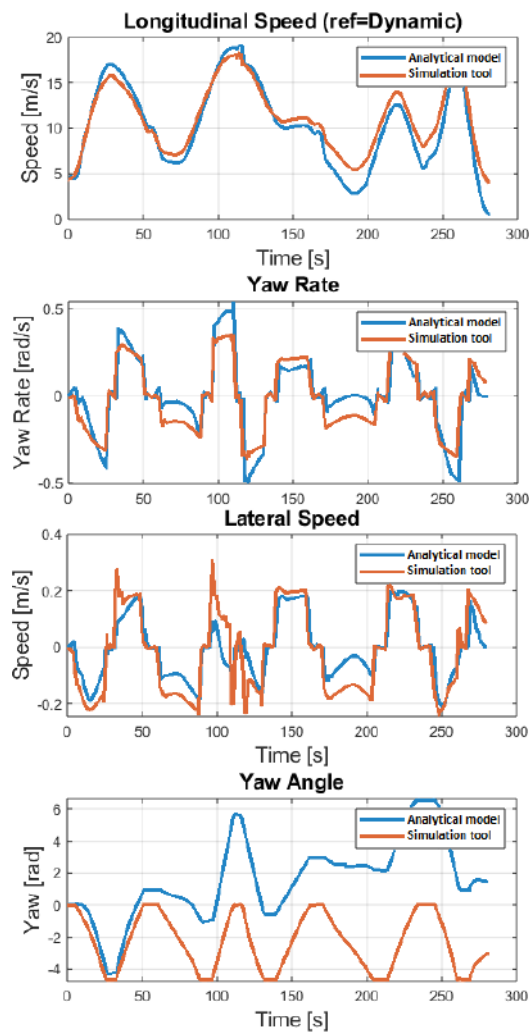 Longitudinal Speed (ref=Dynamic)
20
15
10
5
0
Speed [m/s]
Analytical model
Simulation tool
0 50 100 150 200 250 300
Time [s]
Yaw Rate
0.5
0
-0.5
Yaw Rate [rad/s]
Analytical model
Simulation tool
0 50 100 150 200 250 300
Time [s]
Lateral Speed
0.4
0.2
0
-0.2
Speed [m/s]
Analytical model
Simulation tool
0 50 100 150 200 250 300
Time [s]
Yaw Angle
6
4
2
0
-2
-4
Yaw [rad]
Analytical model
Simulation tool
0 50 100 150 200 250 300
Time [s]